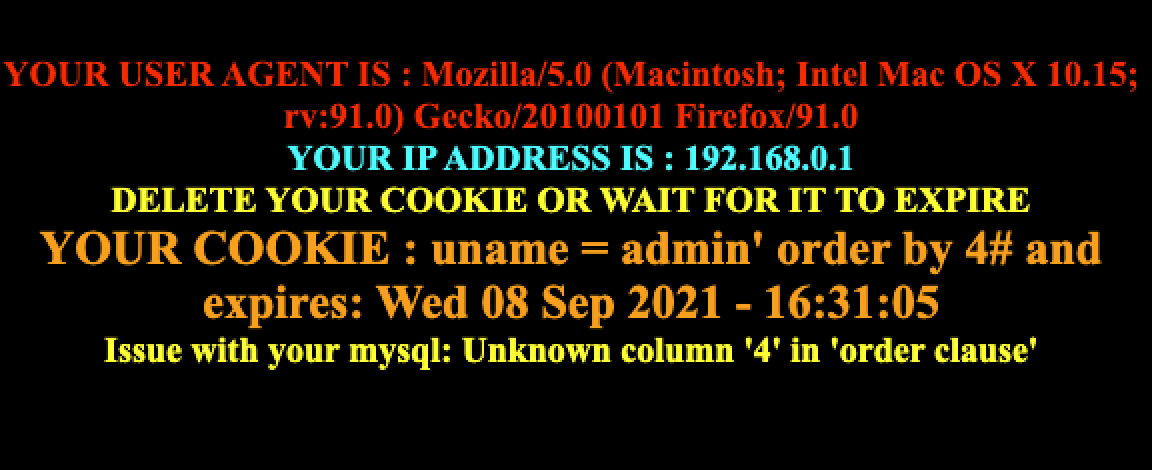 YOUR USER AGENT IS : Mozilla/5.0 (Macintosh; Intel Mac OS X 10.15;
rv:91.0) Gecko/20100101 Firefox/91.0
YOUR IP ADDRESS IS : 192.168.0.1
DELETE YOUR COOKIE OR WAIT FOR IT TO EXPIRE
YOUR COOKIE : uname = admin' order by 4# and
expires: Wed 08 Sep 2021 - 16:31:05
Issue with your mysql: Unknown column '4' in 'order clause'